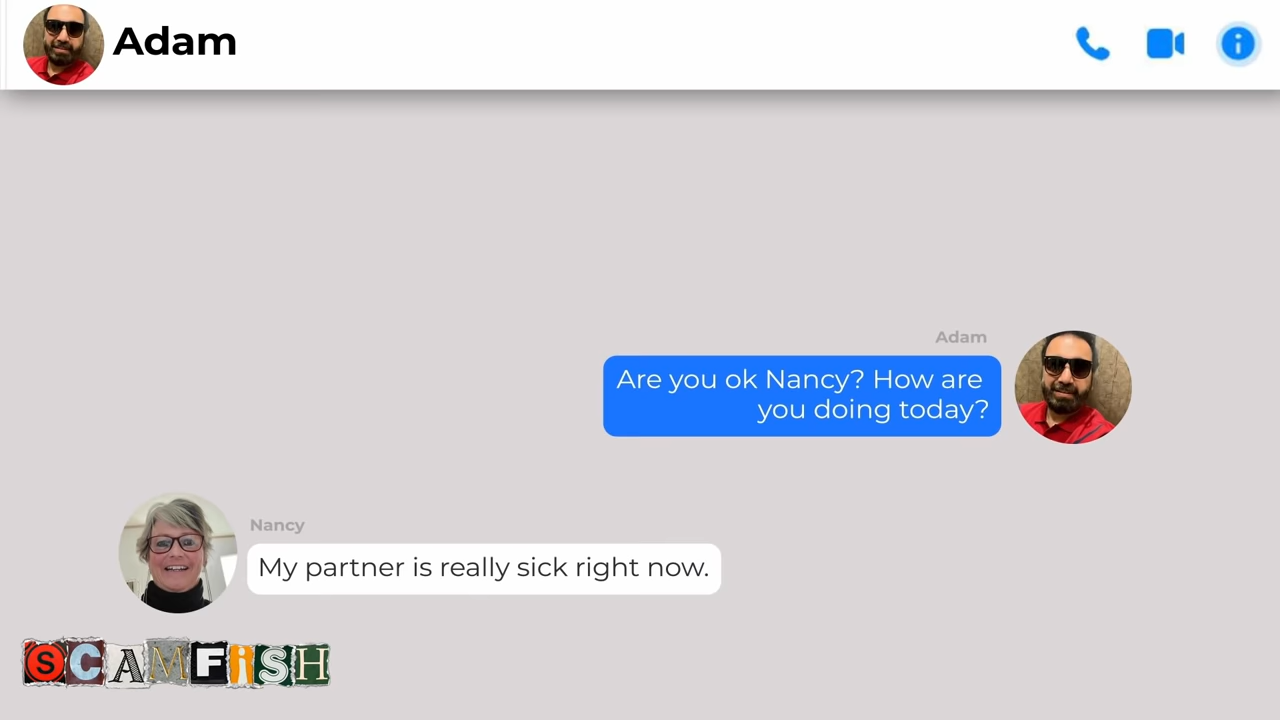 Adam
Adam
Are you ok Nancy? How are
you doing today?
Nancy
My partner is really sick right now.
SCAMFiSH